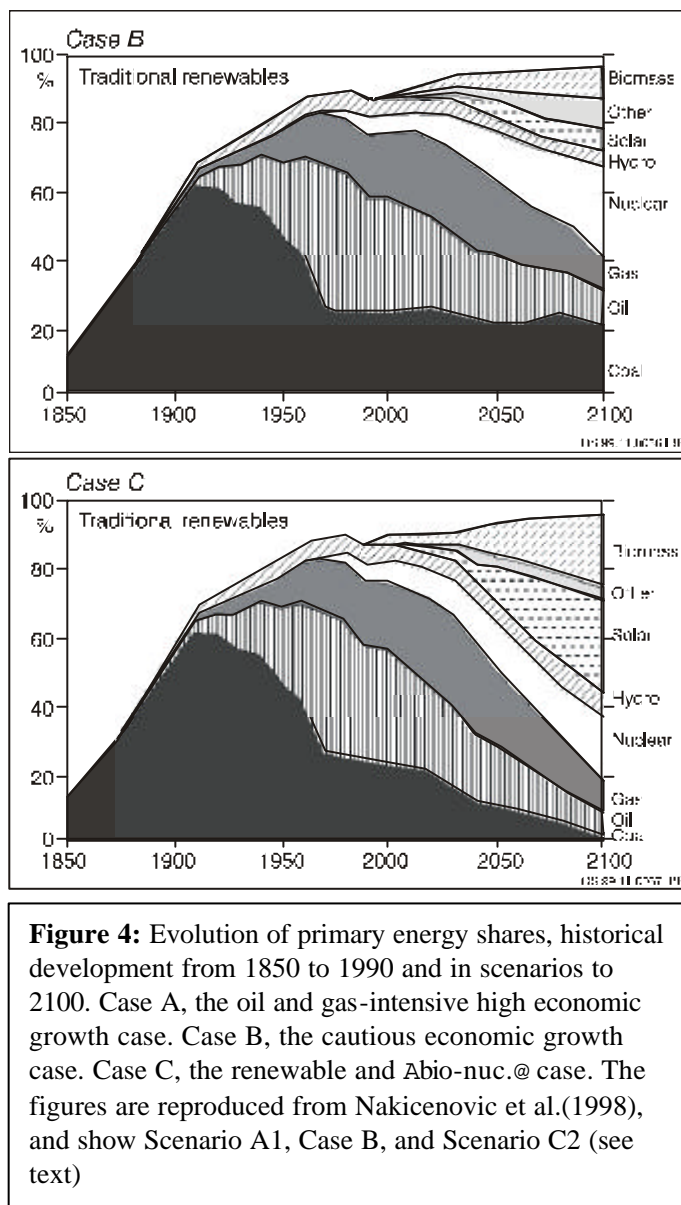 Case B
100
%
Traditional renewables
80
60
40
20
0
Biomass
Other
Solar
Hydro
Nuclear
Gas
Oil
Coal
1850 1900 1950 2000 2050 2100
Case C
100
%
Traditional renewables
80
60
40
20
0
Biomass
Other
Solar
Hydro
Nuclear
Gas
Oil
Coal
1850 1900 1950 2000 2050 2100
Figure 4: Evolution of primary energy shares, historical
development from 1850 to 1990 and in scenarios to
2100. Case A, the oil and gas-intensive high economic
growth case. Case B, the cautious economic growth
case. Case C, the renewable and Abio-nuc.@ case. The
figures are reproduced from Nakicenovic et al.(1998),
and show Scenario A1, Case B, and Scenario C2 (see
text)